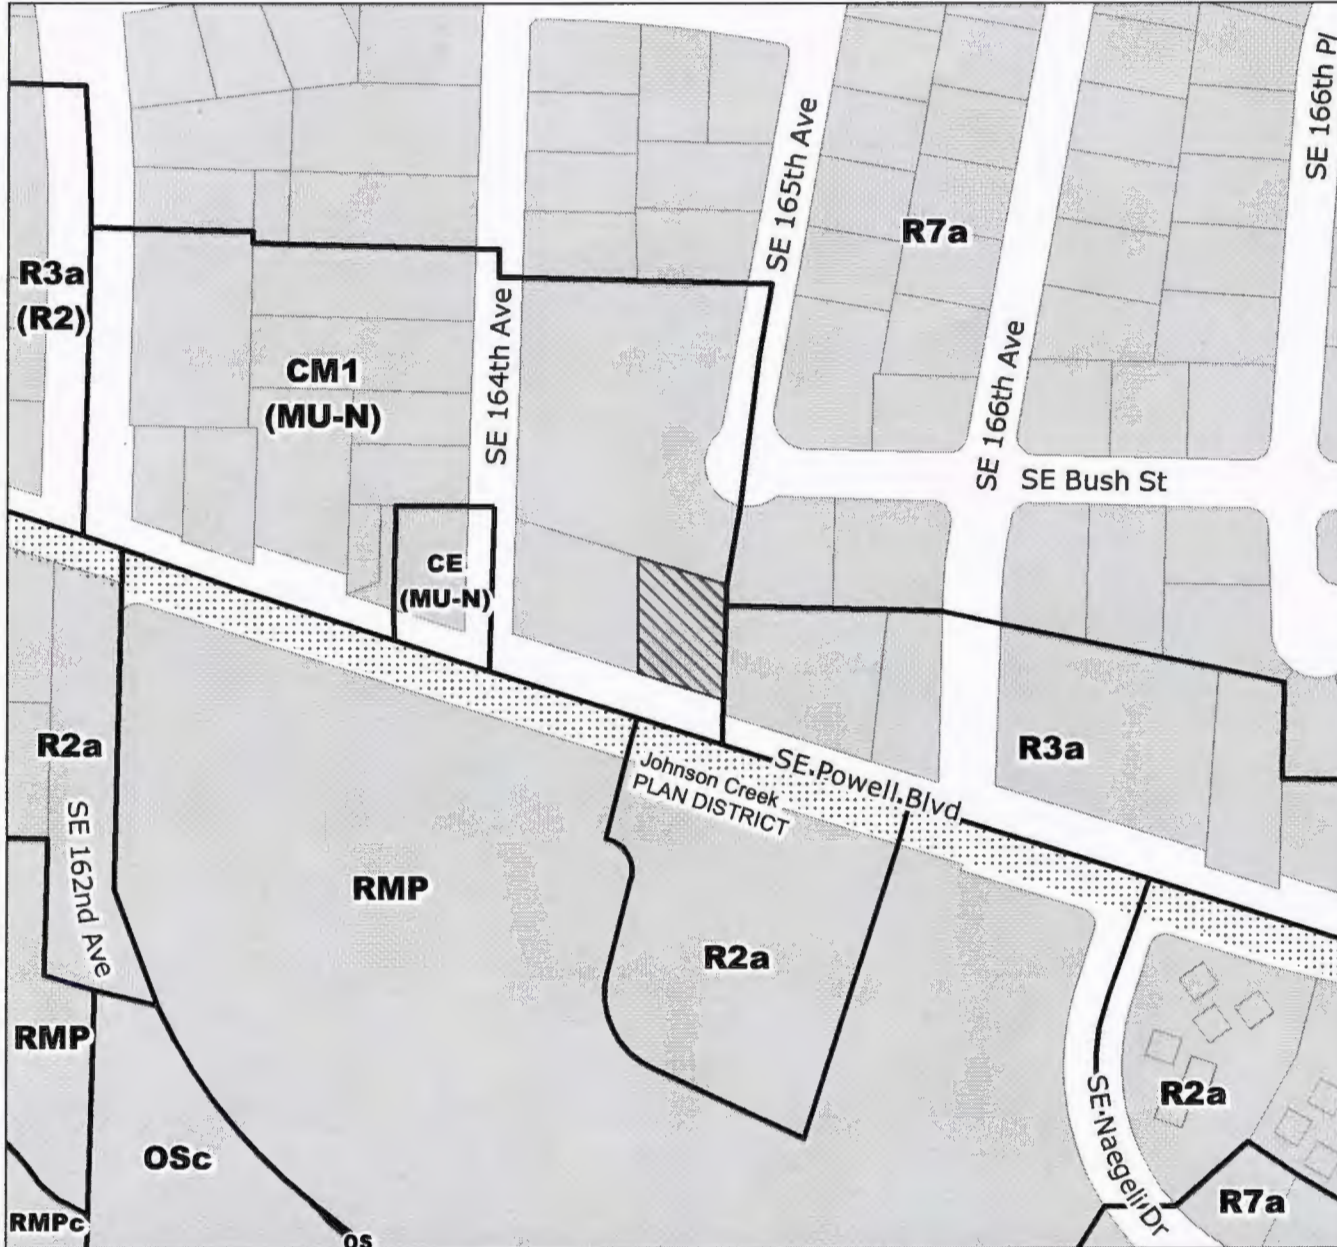 SE 166th Pl
SE 165th Ave
R7a
R3a
(R2)
CM1
(MU-N)
SE 164th Ave
SE 166th Ave
SE Bush St
CE
(MU-N)
R2a
SE Powell Blvd
R3a
Johnson Creek
PLAN DISTRICT
SE 162nd Ave
RMP
R2a
RMP
SE Naegeli Dr
R2a
OSc
R7a
RMPc
os